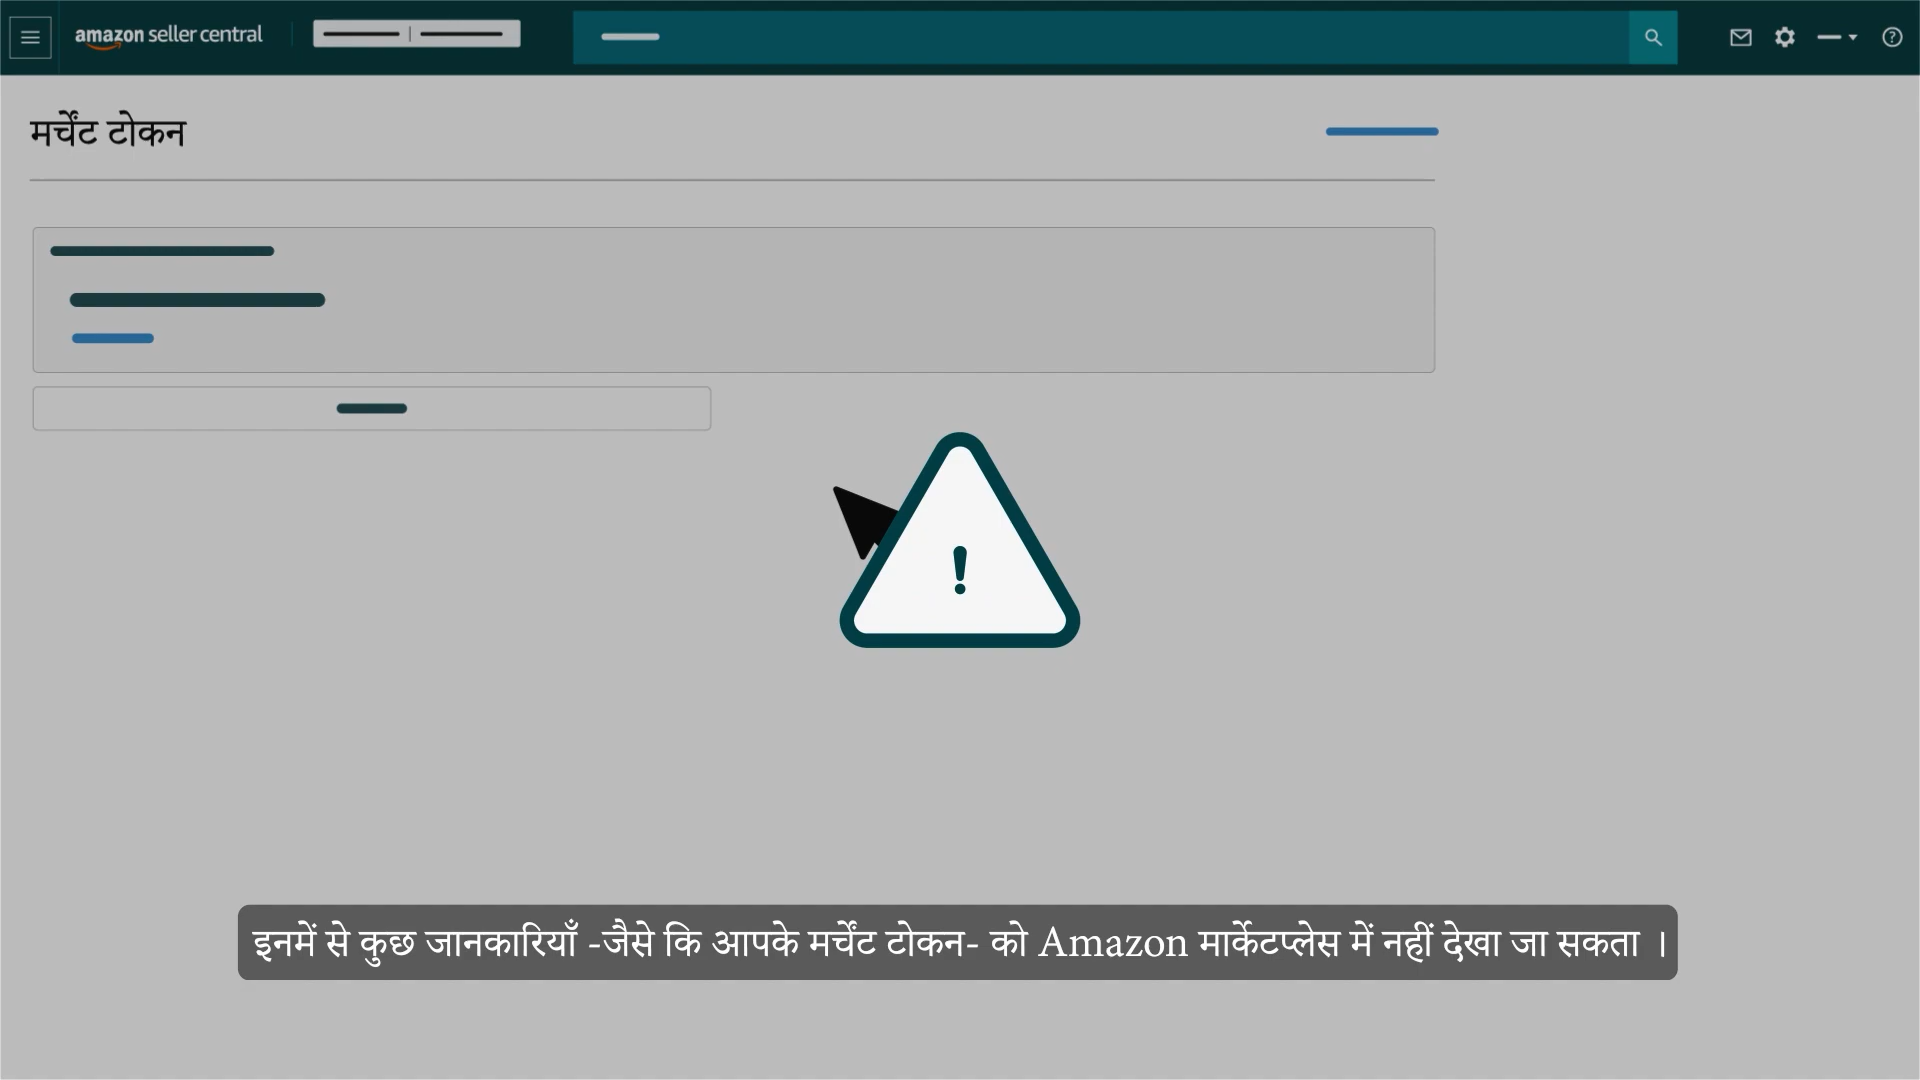 amazon seller central
मर्चेंट टोकन
!
इनमें से कुछ जानकारियाँ -जैसे कि आपके मर्चेंट टोकन- को Amazon मार्केटप्लेस में नहीं देखा जा सकता ।